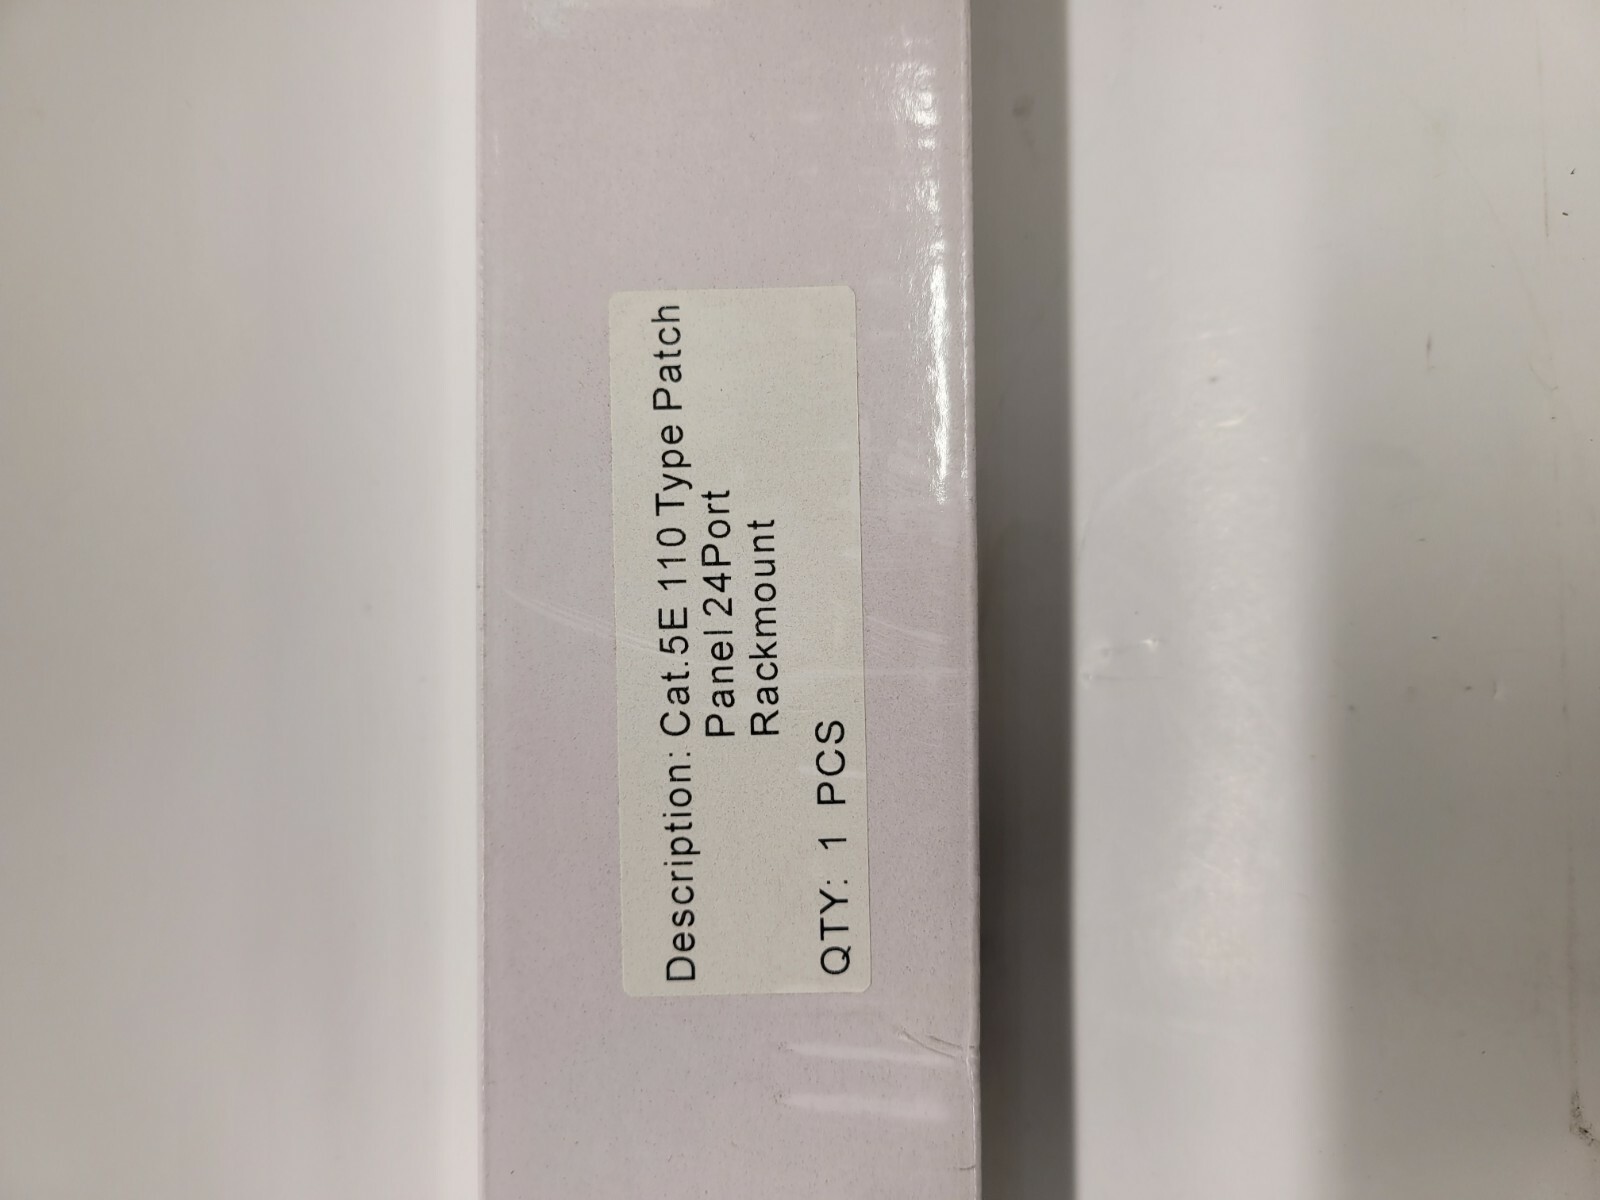 Description: Cat.5E 110 Type Patch
Panel 24Port
Rackmount
QTY: 1 PCS